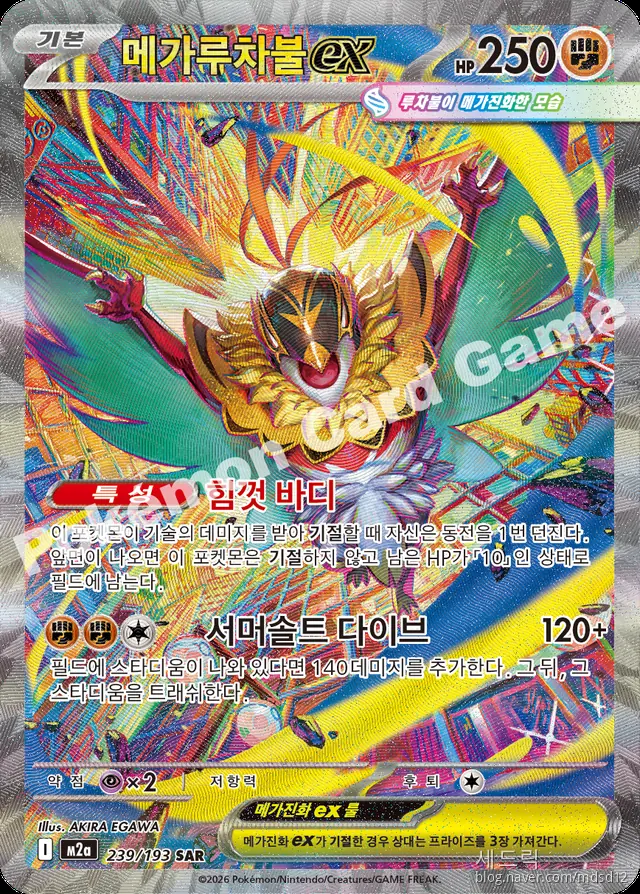 기본 메가루차불 ex HP 250
루차불이 메가진화한 모습
Pokémon Card Game
특성 힘껏 바디
이 포켓몬이 기술의 데미지를 받아 기절할 때 자신은 동전을 1번 던진다.
앞면이 나오면 이 포켓몬은 기절하지 않고 남은 HP가 「10」인 상태로
필드에 남는다.
서머솔트 다이브 120+
필드에 스타디움이 나와 있다면 140데미지를 추가한다. 그 뒤, 그
스타디움을 트래쉬한다.
약점 ×2 저항력 후퇴
메가진화 ex 룰
메가진화 ex가 기절한 경우 상대는 프라이즈를 3장 가져간다.
Illus. AKIRA EGAWA
I M2a 239/193 SAR
세드릭
blog.naver.com/mdsd12
©2026 Pokémon/Nintendo/Creatures/GAME FREAK.